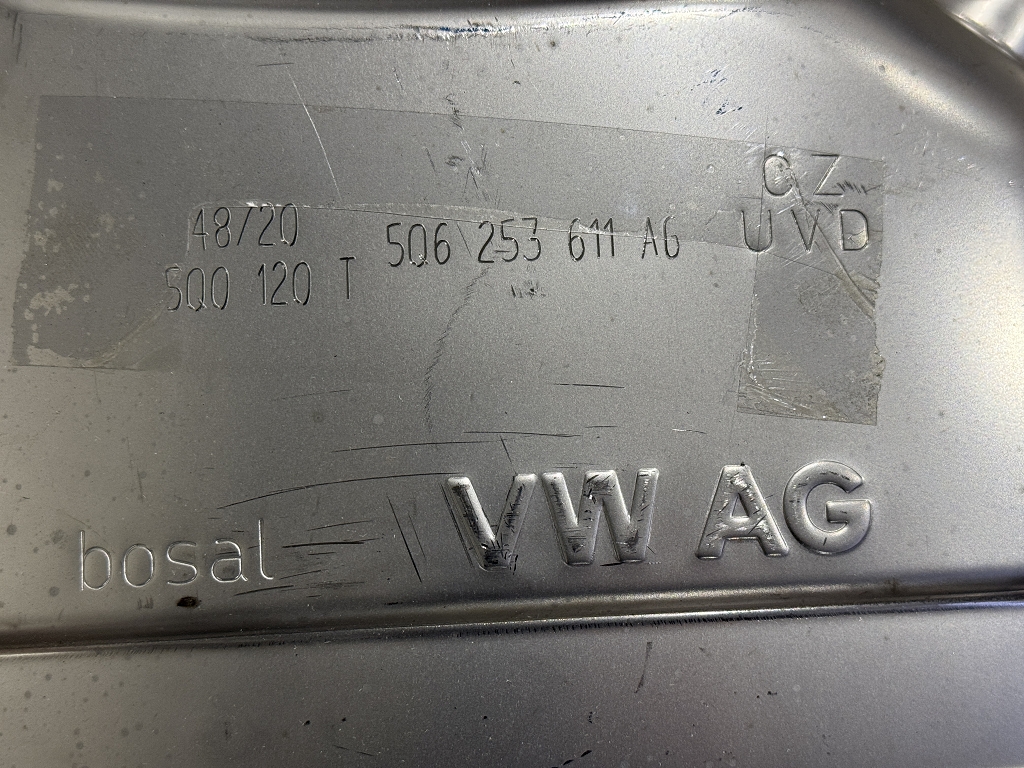 48/20
5Q0 120 T
5Q6 253 611 AG
CZ
UVD
bosal
VW AG